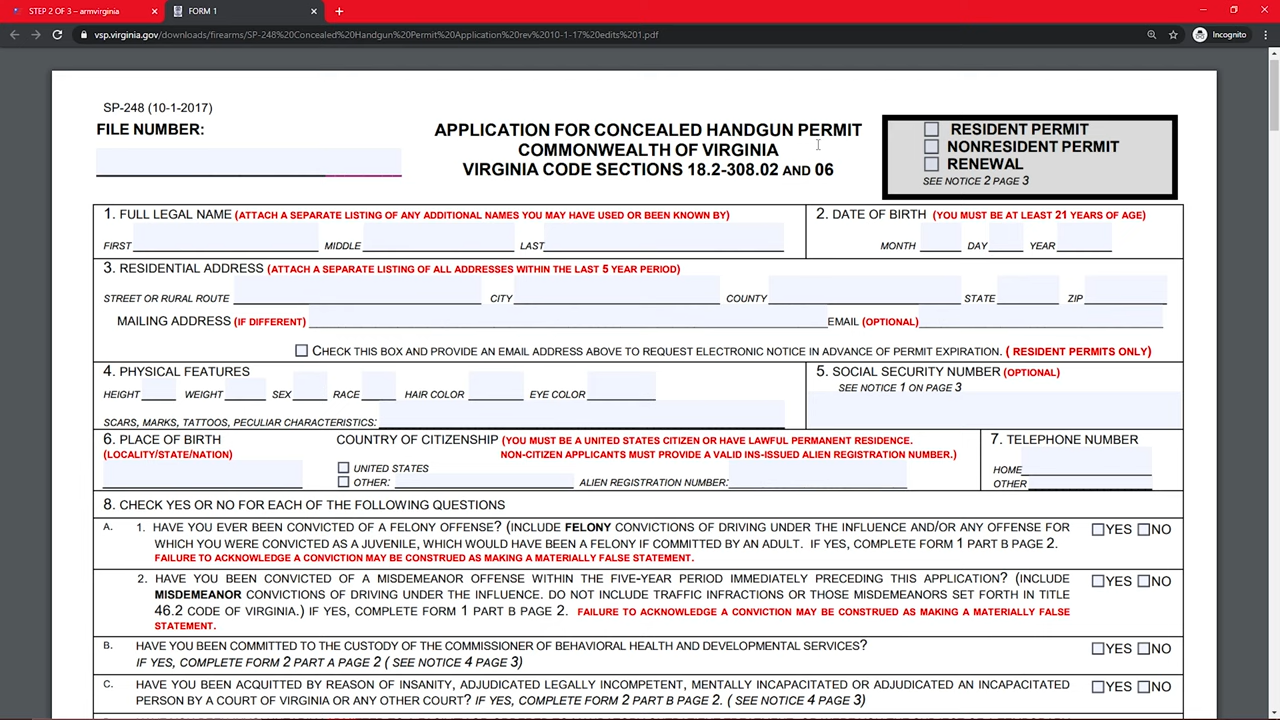 STEP 2 OF 3 – armvirginia
FORM 1
vsp.virginia.gov/downloads/firearms/SP-248%20Concealed%20Handgun%20Permit%20Application%20rev%2010-1-17%20edits%201.pdf
Incognito
SP-248 (10-1-2017)
FILE NUMBER:
APPLICATION FOR CONCEALED HANDGUN PERMIT
COMMONWEALTH OF VIRGINIA
VIRGINIA CODE SECTIONS 18.2-308.02 AND 06
RESIDENT PERMIT
NONRESIDENT PERMIT
RENEWAL
SEE NOTICE 2 PAGE 3
1. FULL LEGAL NAME (ATTACH A SEPARATE LISTING OF ANY ADDITIONAL NAMES YOU MAY HAVE USED OR BEEN KNOWN BY)
FIRST MIDDLE LAST
2. DATE OF BIRTH (YOU MUST BE AT LEAST 21 YEARS OF AGE)
MONTH DAY YEAR
3. RESIDENTIAL ADDRESS (ATTACH A SEPARATE LISTING OF ALL ADDRESSES WITHIN THE LAST 5 YEAR PERIOD)
STREET OR RURAL ROUTE CITY COUNTY STATE ZIP
MAILING ADDRESS (IF DIFFERENT) EMAIL (OPTIONAL)
CHECK THIS BOX AND PROVIDE AN EMAIL ADDRESS ABOVE TO REQUEST ELECTRONIC NOTICE IN ADVANCE OF PERMIT EXPIRATION. ( RESIDENT PERMITS ONLY)
4. PHYSICAL FEATURES
HEIGHT WEIGHT SEX RACE HAIR COLOR EYE COLOR
SCARS, MARKS, TATTOOS, PECULIAR CHARACTERISTICS:
5. SOCIAL SECURITY NUMBER (OPTIONAL)
SEE NOTICE 1 ON PAGE 3
6. PLACE OF BIRTH
(LOCALITY/STATE/NATION)
COUNTRY OF CITIZENSHIP (YOU MUST BE A UNITED STATES CITIZEN OR HAVE LAWFUL PERMANENT RESIDENCE.
NON-CITIZEN APPLICANTS MUST PROVIDE A VALID INS-ISSUED ALIEN REGISTRATION NUMBER.)
UNITED STATES
OTHER: ALIEN REGISTRATION NUMBER:
7. TELEPHONE NUMBER
HOME
OTHER
8. CHECK YES OR NO FOR EACH OF THE FOLLOWING QUESTIONS
A. 1. HAVE YOU EVER BEEN CONVICTED OF A FELONY OFFENSE? (INCLUDE FELONY CONVICTIONS OF DRIVING UNDER THE INFLUENCE AND/OR ANY OFFENSE FOR YES NO
WHICH YOU WERE CONVICTED AS A JUVENILE, WHICH WOULD HAVE BEEN A FELONY IF COMMITTED BY AN ADULT. IF YES, COMPLETE FORM 1 PART B PAGE 2.
FAILURE TO ACKNOWLEDGE A CONVICTION MAY BE CONSTRUED AS MAKING A MATERIALLY FALSE STATEMENT.
2. HAVE YOU BEEN CONVICTED OF A MISDEMEANOR OFFENSE WITHIN THE FIVE-YEAR PERIOD IMMEDIATELY PRECEDING THIS APPLICATION? (INCLUDE YES NO
MISDEMEANOR CONVICTIONS OF DRIVING UNDER THE INFLUENCE. DO NOT INCLUDE TRAFFIC INFRACTIONS OR THOSE MISDEMEANORS SET FORTH IN TITLE
46.2 CODE OF VIRGINIA.) IF YES, COMPLETE FORM 1 PART B PAGE 2. FAILURE TO ACKNOWLEDGE A CONVICTION MAY BE CONSTRUED AS MAKING A MATERIALLY FALSE
STATEMENT.
B. HAVE YOU BEEN COMMITTED TO THE CUSTODY OF THE COMMISSIONER OF BEHAVIORAL HEALTH AND DEVELOPMENTAL SERVICES? YES NO
IF YES, COMPLETE FORM 2 PART A PAGE 2 ( SEE NOTICE 4 PAGE 3)
C. HAVE YOU BEEN ACQUITTED BY REASON OF INSANITY, ADJUDICATED LEGALLY INCOMPETENT, MENTALLY INCAPACITATED OR ADJUDICATED AN INCAPACITATED YES NO
PERSON BY A COURT OF VIRGINIA OR ANY OTHER COURT? IF YES, COMPLETE FORM 2 PART B PAGE 2. ( SEE NOTICE 4 PAGE 3)